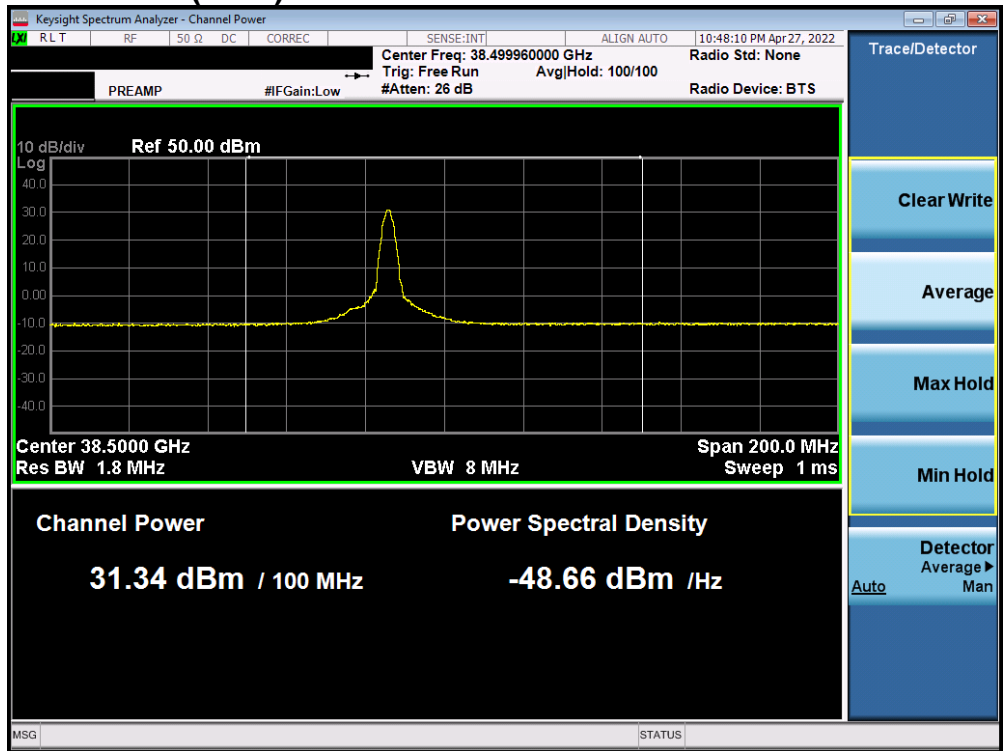 Keysight Spectrum Analyzer - Channel Power
LXI RLT RF 50 Ω DC CORREC SENSE:INT ALIGN AUTO 10:48:10 PM Apr 27, 2022
Center Freq: 38.499960000 GHz Radio Std: None
Trig: Free Run Avg|Hold: 100/100
PREAMP #IFGain:Low #Atten: 26 dB Radio Device: BTS
Trace/Detector
10 dB/div Ref 50.00 dBm
Log
40.0
30.0
20.0
10.0
0.00
-10.0
-20.0
-30.0
-40.0
Center 38.5000 GHz Span 200.0 MHz
Res BW 1.8 MHz VBW 8 MHz Sweep 1 ms
Channel Power Power Spectral Density
31.34 dBm / 100 MHz -48.66 dBm /Hz
Clear Write
Average
Max Hold
Min Hold
Detector
Average
Auto Man
MSG STATUS